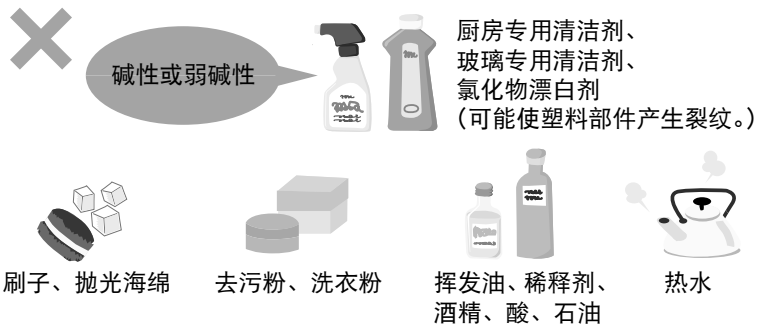 碱性或弱碱性
厨房专用清洁剂、
玻璃专用清洁剂、
氯化物漂白剂
（可能使塑料部件产生裂纹。）
刷子、抛光海绵
去污粉、洗衣粉
挥发油、稀释剂、
酒精、酸、石油
热水